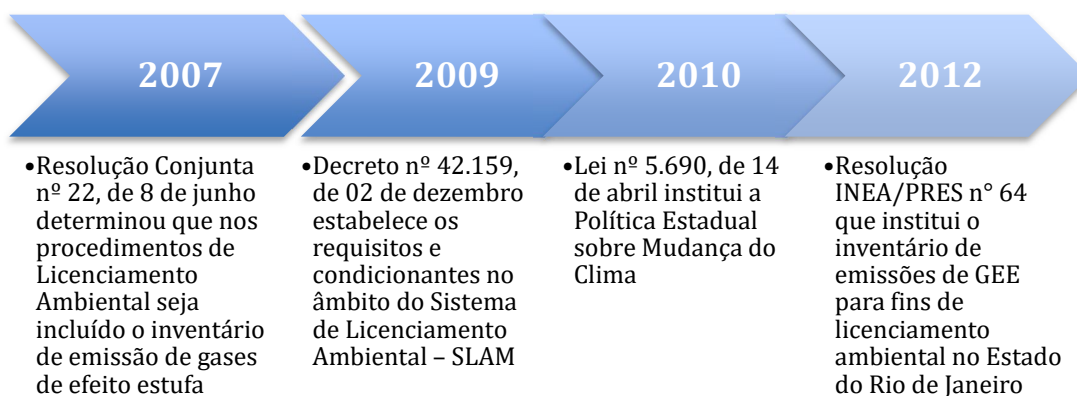 2007
•Resolução Conjunta
nº 22, de 8 de junho
determinou que nos
procedimentos de
Licenciamento
Ambiental seja
incluído o inventário
de emissão de gases
de efeito estufa
2009
•Decreto nº 42.159,
de 02 de dezembro
estabelece os
requisitos e
condicionantes no
âmbito do Sistema
de Licenciamento
Ambiental – SLAM
2010
•Lei nº 5.690, de 14
de abril institui a
Política Estadual
sobre Mudança do
Clima
2012
•Resolução
INEA/PRES n° 64
que institui o
inventário de
emissões de GEE
para fins de
licenciamento
ambiental no Estado
do Rio de Janeiro